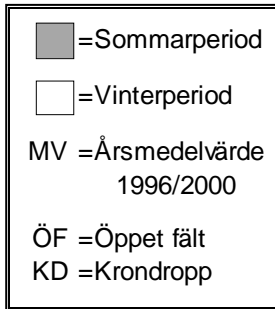 =Sommarperiod
=Vinterperiod
MV =Årsmedelvärde
1996/2000
ÖF =Öppet fält
KD =Krondropp